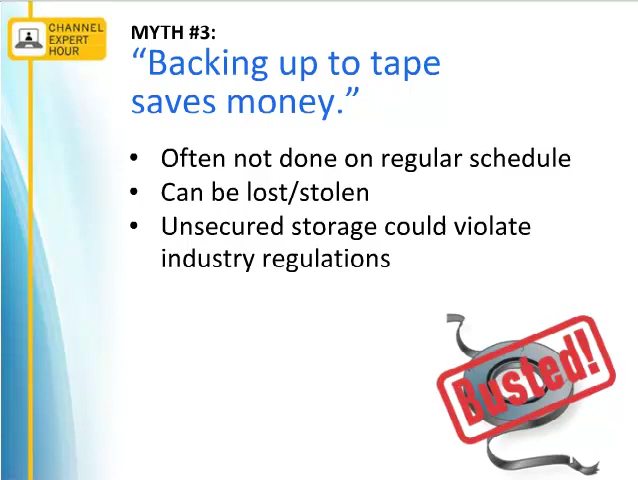 CHANNEL
EXPERT
HOUR
MYTH #3:
“Backing up to tape
saves money.”
• Often not done on regular schedule
• Can be lost/stolen
• Unsecured storage could violate
industry regulations
Busted!